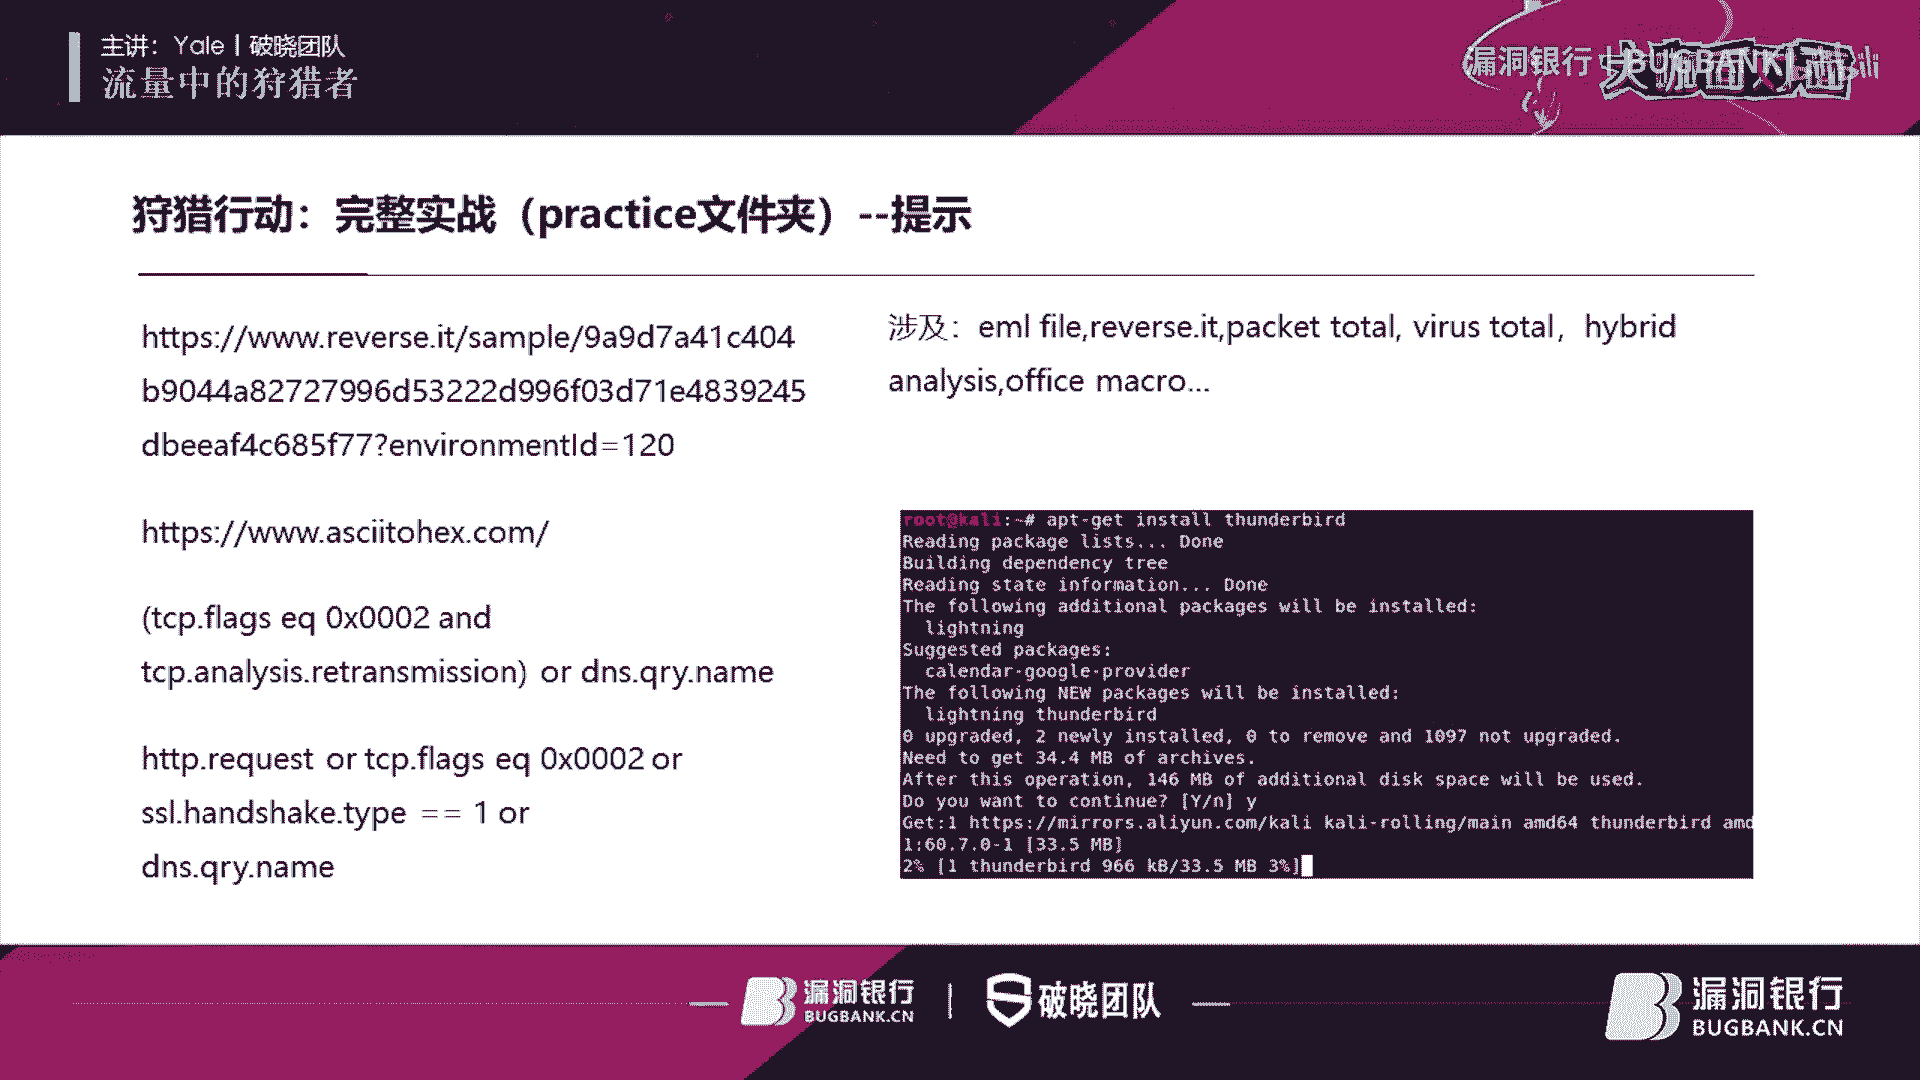 主讲：Yale | 破晓团队
流量中的狩猎者
漏洞银行 | BUGBANK
狩猎行动：完整实战（practice文件夹）--提示
https://www.reverse.it/sample/9a9d7a41c404
b9044a82727996d53222d996f03d71e4839245
dbeeaf4c685f77?environmentId=120
https://www.asciitohex.com/
(tcp.flags eq 0x0002 and
tcp.analysis.retransmission) or dns.qry.name
http.request or tcp.flags eq 0x0002 or
ssl.handshake.type == 1 or
dns.qry.name
涉及：eml file,reverse.it,packet total, virus total，hybrid
analysis,office macro...
root@kali:~# apt-get install thunderbird
Reading package lists... Done
Building dependency tree
Reading state information... Done
The following additional packages will be installed:
lightning
Suggested packages:
calendar-google-provider
The following NEW packages will be installed:
lightning thunderbird
0 upgraded, 2 newly installed, 0 to remove and 1097 not upgraded.
Need to get 34.4 MB of archives.
After this operation, 146 MB of additional disk space will be used.
Do you want to continue? [Y/n] y
Get:1 https://mirrors.aliyun.com/kali kali-rolling/main amd64 thunderbird amd
1:60.7.0-1 [33.5 MB]
2% [1 thunderbird 966 kB/33.5 MB 3%]
漏洞银行
BUGBANK.CN
破晓团队
漏洞银行
BUGBANK.CN